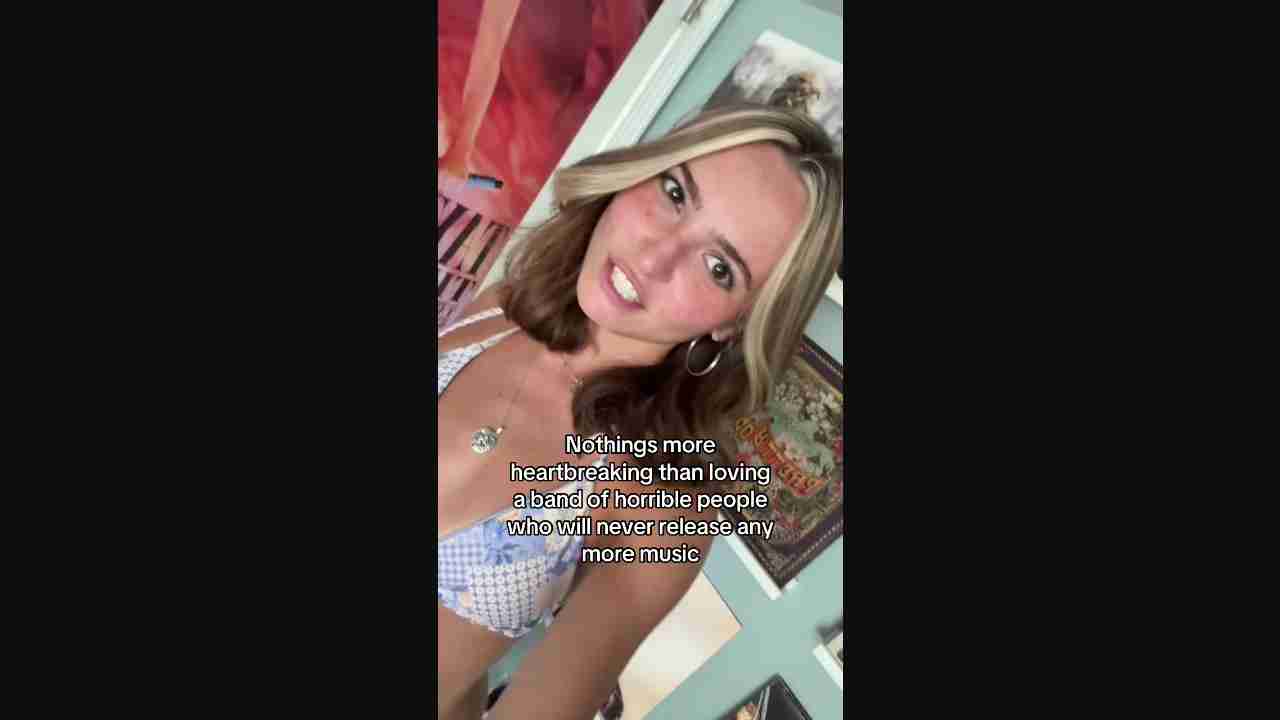 Nothings more
heartbreaking than loving
a band of horrible people
who will never release any
more music